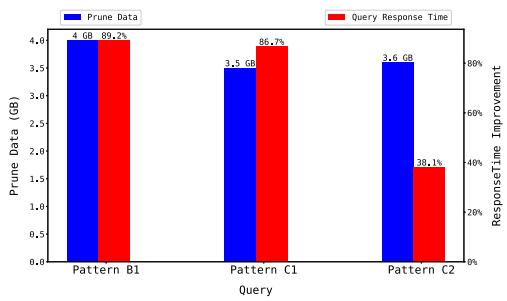 Prune Data
Query Response Time
4 GB
89.2%
3.5 GB
86.7%
3.6 GB
38.1%
4.0
3.5
3.0
2.5
2.0
1.5
1.0
0.5
0.0
Prune Data (GB)
80%
60%
40%
20%
0%
ResponseTime Improvement
Pattern B1
Pattern C1
Pattern C2
Query